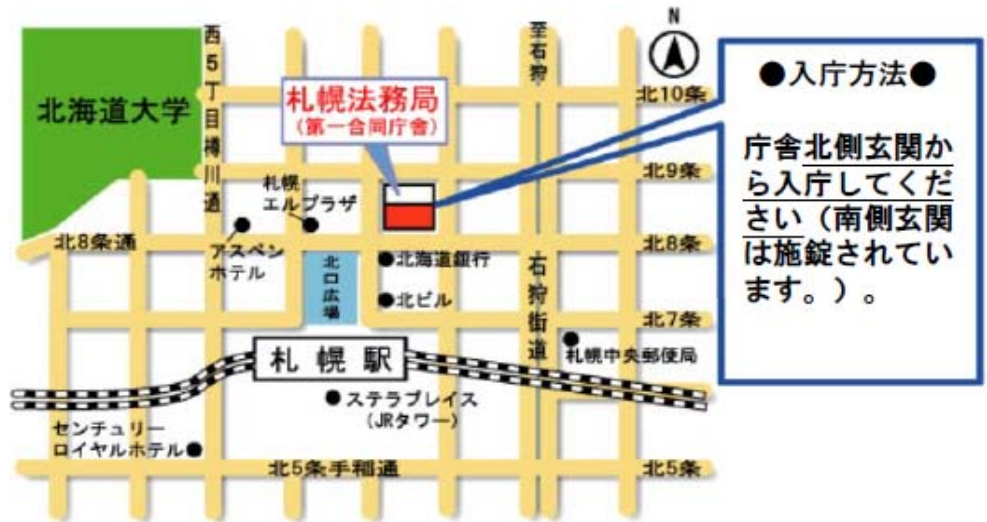 西5丁目樽川通
至石狩
N
北海道大学
札幌法務局
(第一合同庁舎)
北10条
●入庁方法●
庁舎北側玄関か
ら入庁してくだ
さい（南側玄関
は施錠されてい
ます。）。
北9条
札幌
エルプラザ
北8条通
アスペン
ホテル
北8条
北口広場
北海道銀行
北ビル
石狩街道
北7条
札幌駅
札幌中央郵便局
ステラプレイス
(JRタワー)
センチュリー
ロイヤルホテル
北5条手稲通
北5条